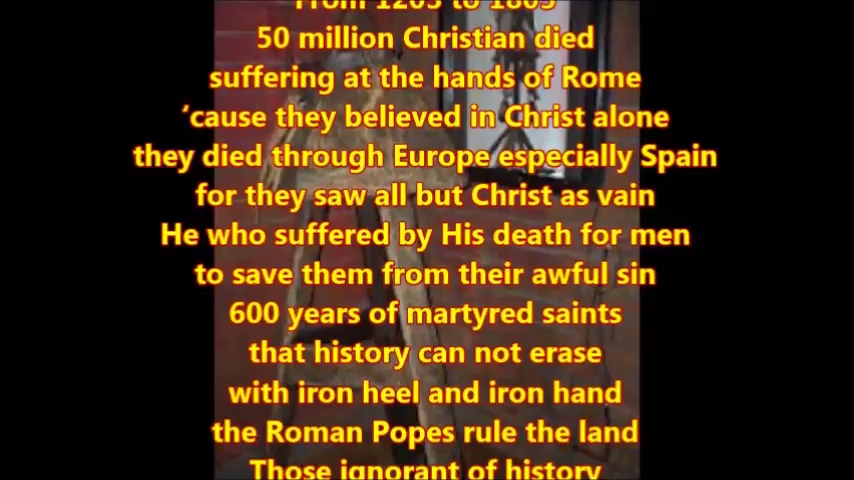 From 1203 to 1803
50 million Christian died
suffering at the hands of Rome
‘cause they believed in Christ alone
they died through Europe especially Spain
for they saw all but Christ as vain
He who suffered by His death for men
to save them from their awful sin
600 years of martyred saints
that history can not erase
with iron heel and iron hand
the Roman Popes rule the land
Those ignorant of history